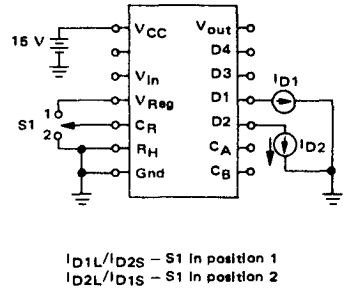 15 V
VCC
Vout
D4
Vin
D3
VReg
D1
ID1
S1
1
2
CR
D2
ID2
RH
CA
Gnd
CB
ID1L/ID2S – S1 in position 1
ID2L/ID1S – S1 in position 2